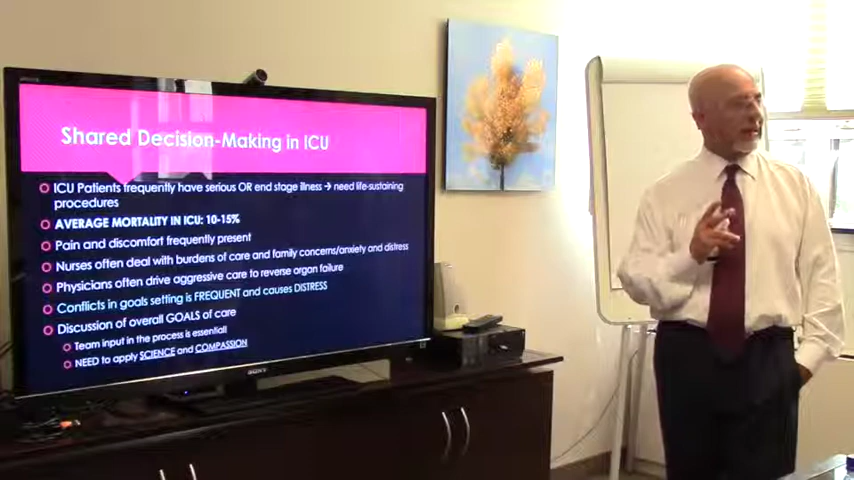 Shared Decision-Making in ICU
ICU Patients frequently have serious OR end stage illness → need life-sustaining
procedures
AVERAGE MORTALITY IN ICU: 10-15%
Pain and discomfort frequently present
Nurses often deal with burdens of care and family concerns/anxiety and distress
Physicians often drive aggressive care to reverse organ failure
Conflicts in goals setting is FREQUENT and causes DISTRESS
Discussion of overall GOALS of care
Team input in the process is essential!
NEED to apply SCIENCE and COMPASSION
SONY